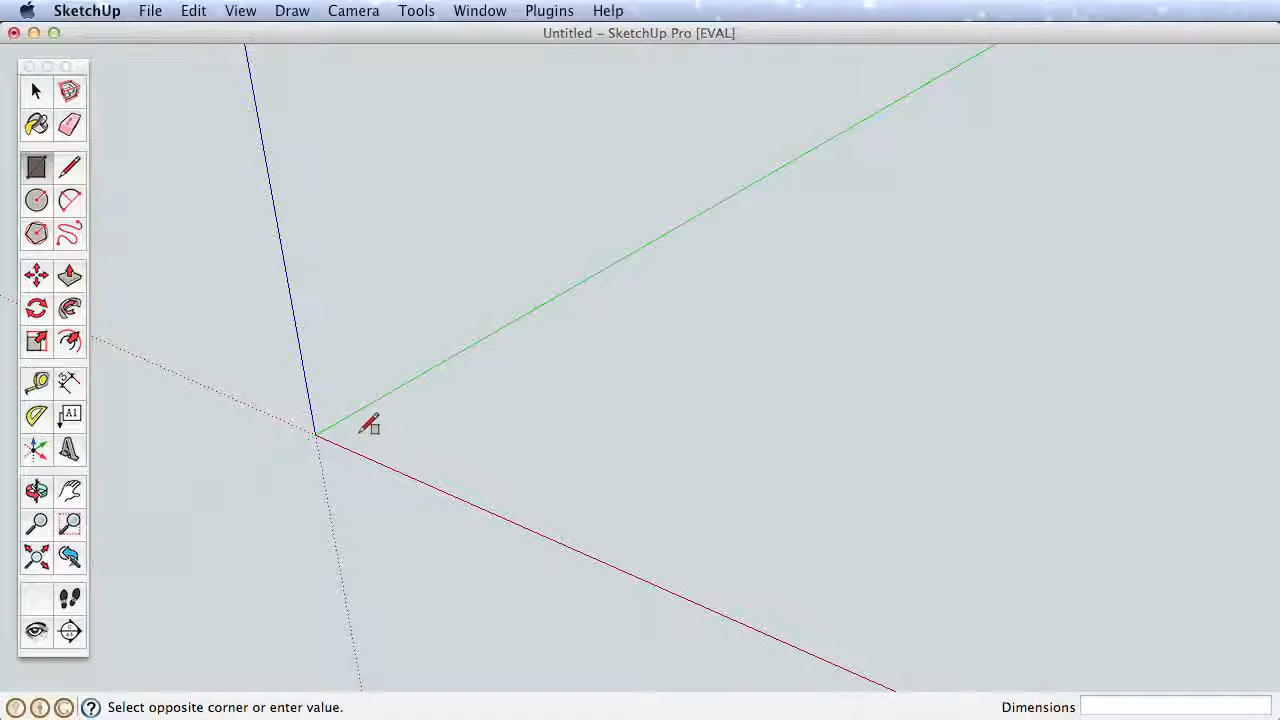 SketchUp File Edit View Draw Camera Tools Window Plugins Help
Untitled – SketchUp Pro [EVAL]
A1
Select opposite corner or enter value.
Dimensions